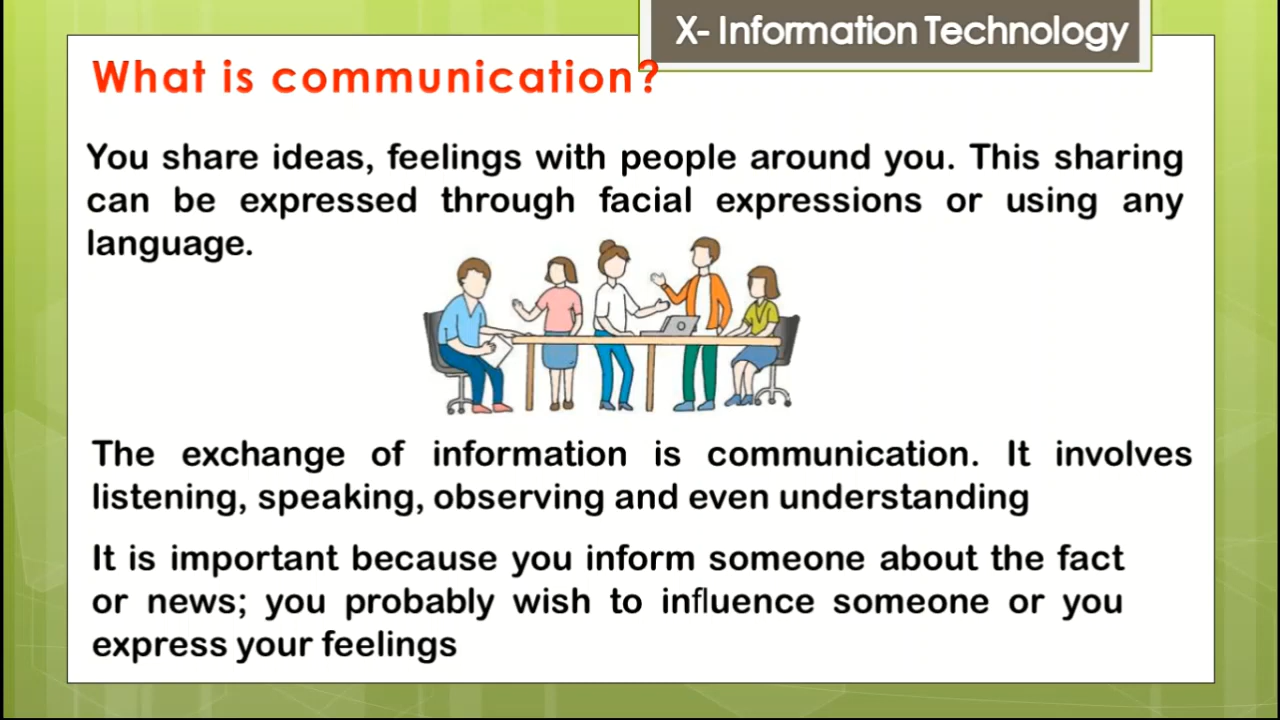 X- Information Technology
What is communication?
You share ideas, feelings with people around you. This sharing
can be expressed through facial expressions or using any
language.
The exchange of information is communication. It involves
listening, speaking, observing and even understanding
It is important because you inform someone about the fact
or news; you probably wish to influence someone or you
express your feelings